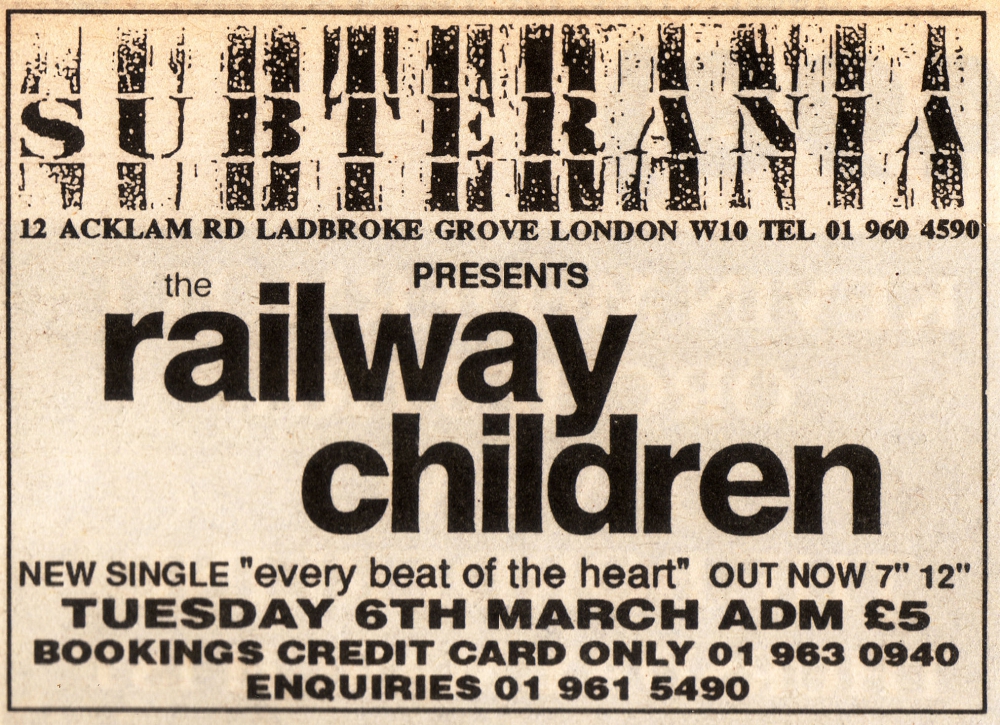 SUBTERANIA
12 ACKLAM RD LADBROKE GROVE LONDON W10 TEL 01 960 4590
PRESENTS
the
railway
children
NEW SINGLE "every beat of the heart" OUT NOW 7" 12"
TUESDAY 6TH MARCH ADM £5
BOOKINGS CREDIT CARD ONLY 01 963 0940
ENQUIRIES 01 961 5490